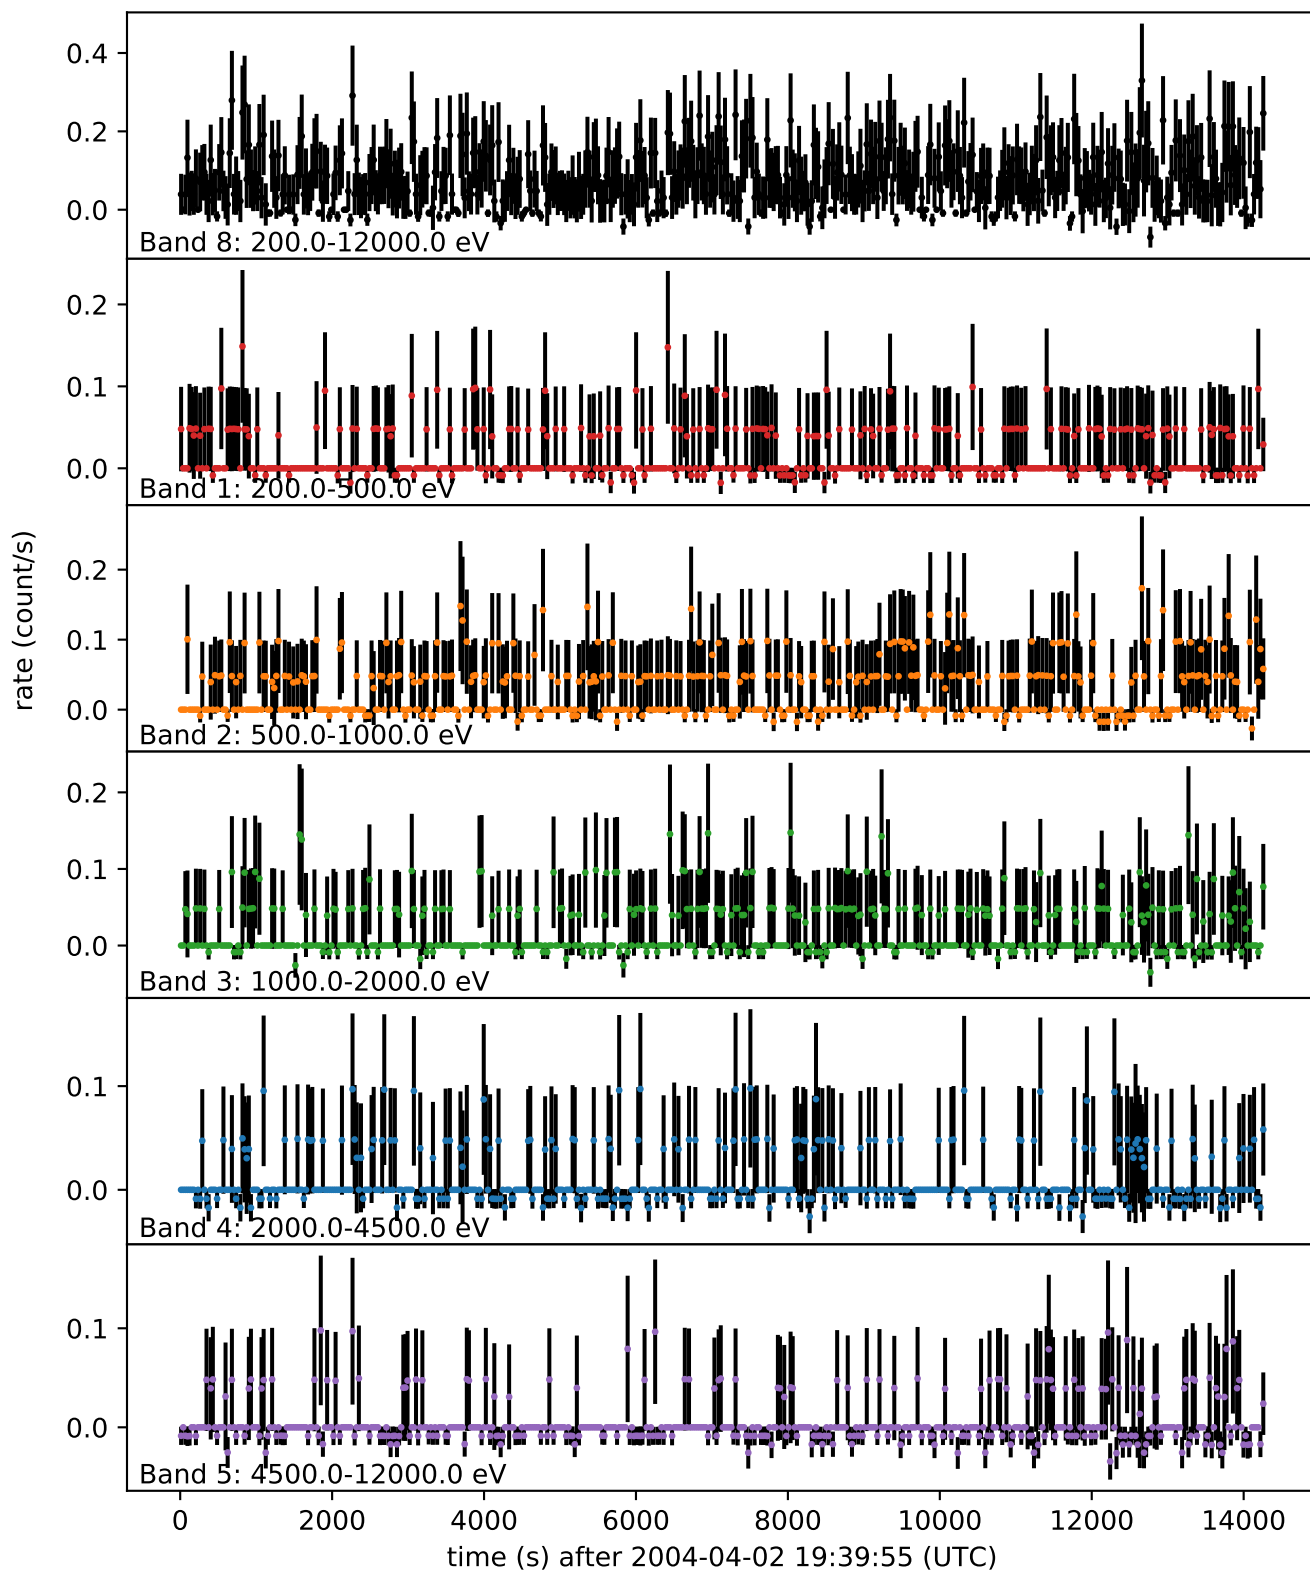 0.4
0.2
0.0
Band 8: 200.0-12000.0 eV
0.2
0.1
0.0
Band 1: 200.0-500.0 eV
rate (count/s)
0.2
0.1
0.0
Band 2: 500.0-1000.0 eV
0.2
0.1
0.0
Band 3: 1000.0-2000.0 eV
0.1
0.0
Band 4: 2000.0-4500.0 eV
0.1
0.0
Band 5: 4500.0-12000.0 eV
0 2000 4000 6000 8000 10000 12000 14000
time (s) after 2004-04-02 19:39:55 (UTC)